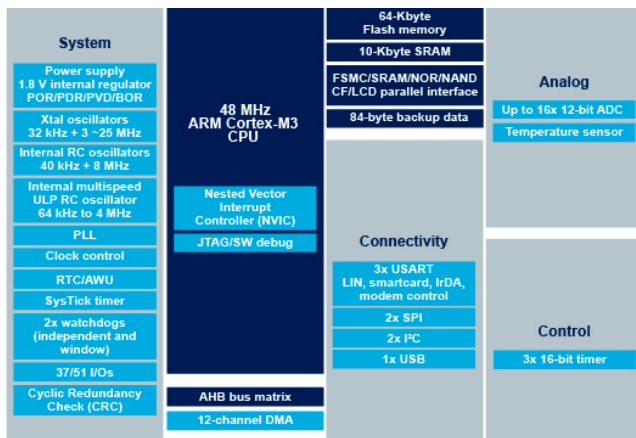 System
Power supply
1.8 V internal regulator
POR/PDR/PVD/BOR
Xtal oscillators
32 kHz + 3 ~25 MHz
Internal RC oscillators
40 kHz + 8 MHz
Internal multispeed
ULP RC oscillator
64 kHz to 4 MHz
PLL
Clock control
RTC/AWU
SysTick timer
2x watchdogs
(independent and
window)
37/51 I/Os
Cyclic Redundancy
Check (CRC)
48 MHz
ARM Cortex-M3
CPU
Nested Vector
Interrupt
Controller (NVIC)
JTAG/SW debug
AHB bus matrix
12-channel DMA
64-Kbyte
Flash memory
10-Kbyte SRAM
FSMC/SRAM/NOR/NAND
CF/LCD parallel interface
84-byte backup data
Connectivity
3x USART
LIN, smartcard, IrDA,
modem control
2x SPI
2x I²C
1x USB
Analog
Up to 16x 12-bit ADC
Temperature sensor
Control
3x 16-bit timer